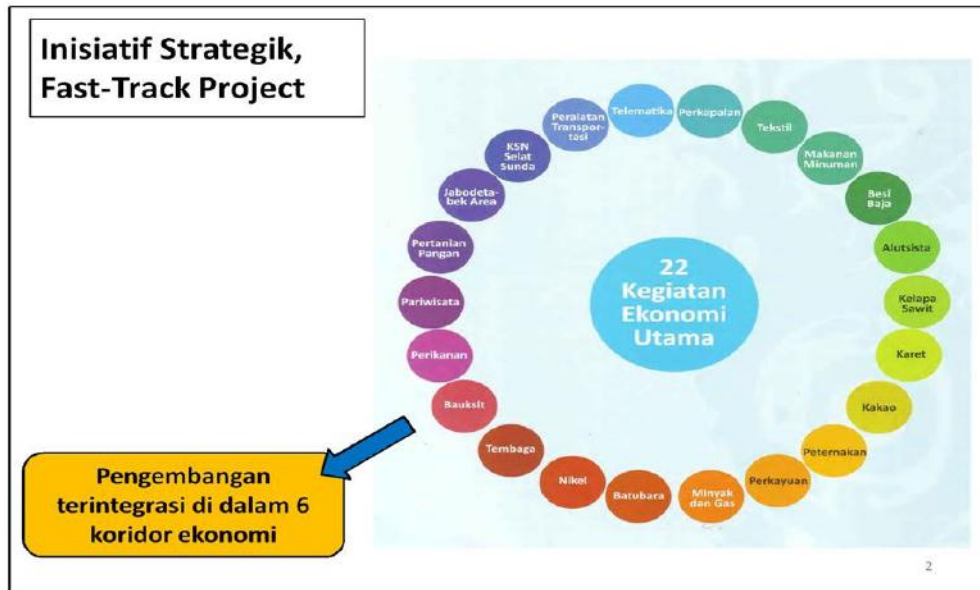 Inisiatif Strategik,
Fast-Track Project
Telematika
Perkapalan
Tekstil
Makanan
Minuman
Besi
Baja
Alutsista
Kelapa
Sawit
Karet
Kakao
Peternakan
Perkayuan
Minyak
dan Gas
Batubara
Nikel
Tembaga
Bauksit
Perikanan
Pariwisata
Pertanian
Pangan
Jabodeta-
bek Area
KSN
Selat
Sunda
Peralatan
Transpor-
tasi
22
Kegiatan
Ekonomi
Utama
Pengembangan
terintegrasi di dalam 6
koridor ekonomi
2